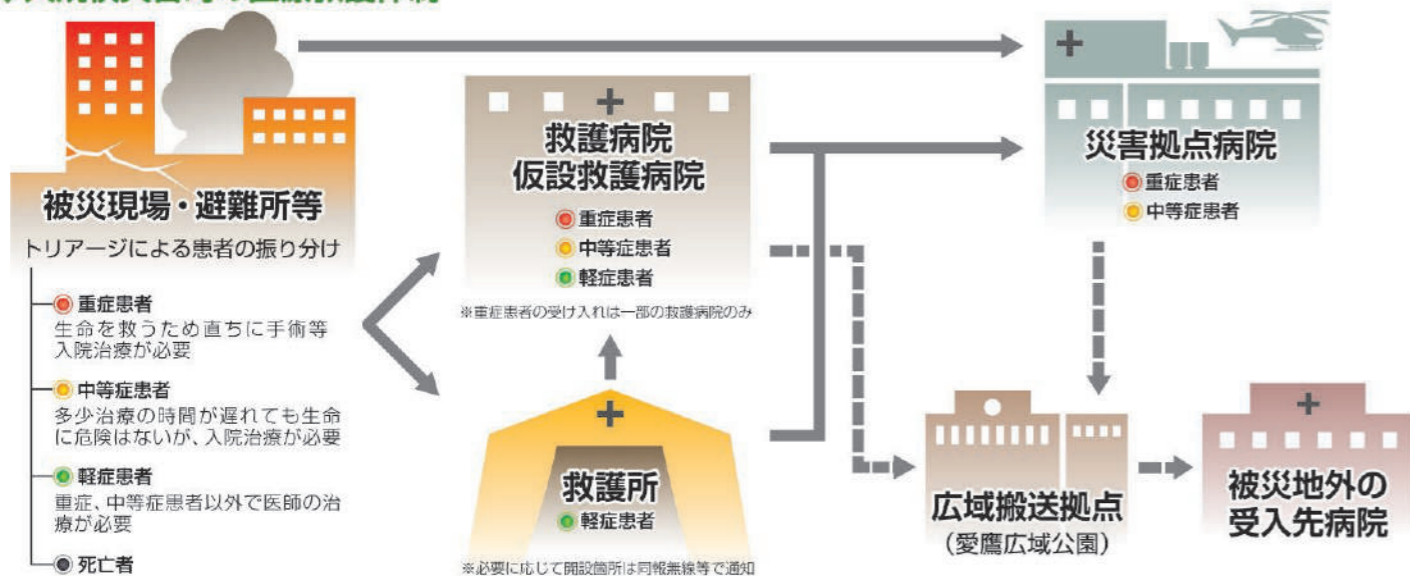 被災現場・避難所等
トリアージによる患者の振り分け
重症患者
生命を救うため直ちに手術等
入院治療が必要
中等症患者
多少治療の時間が遅れても生命
に危険はないが、入院治療が必要
軽症患者
重症、中等症患者以外で医師の治
療が必要
死亡者
救護病院
仮設救護病院
重症患者
中等症患者
軽症患者
※重症患者の受け入れは一部の救護病院のみ
救護所
軽症患者
※必要に応じて開設箇所は同報無線等で通知
災害拠点病院
重症患者
中等症患者
広域搬送拠点
（愛鷹広域公園）
被災地外の
受入先病院